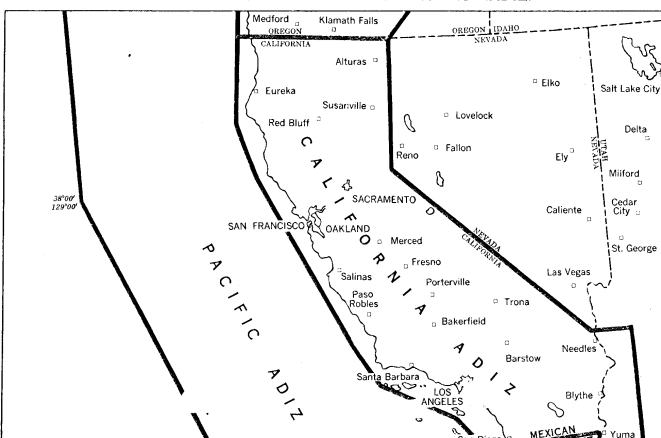 Medford
Klamath Falls
OREGON
CALIFORNIA
OREGON
IDAHO
NEVADA
Alturas
Elko
Salt Lake City
Eureka
Susanville
Red Bluff
Lovelock
Delta
Reno
Fallon
Ely
UTAH
NEVADA
Milford
38°00'
129°00'
SACRAMENTO
Caliente
Cedar
City
SAN FRANCISCO
OAKLAND
NEVADA
CALIFORNIA
St. George
Merced
Fresno
Salinas
Las Vegas
Porterville
Paso
Robles
Trona
Bakerfield
CALIFORNIA ADIZ
PACIFIC ADIZ
Needles
Barstow
Santa Barbara
LOS
ANGELES
Blythe
MEXICAN
Yuma